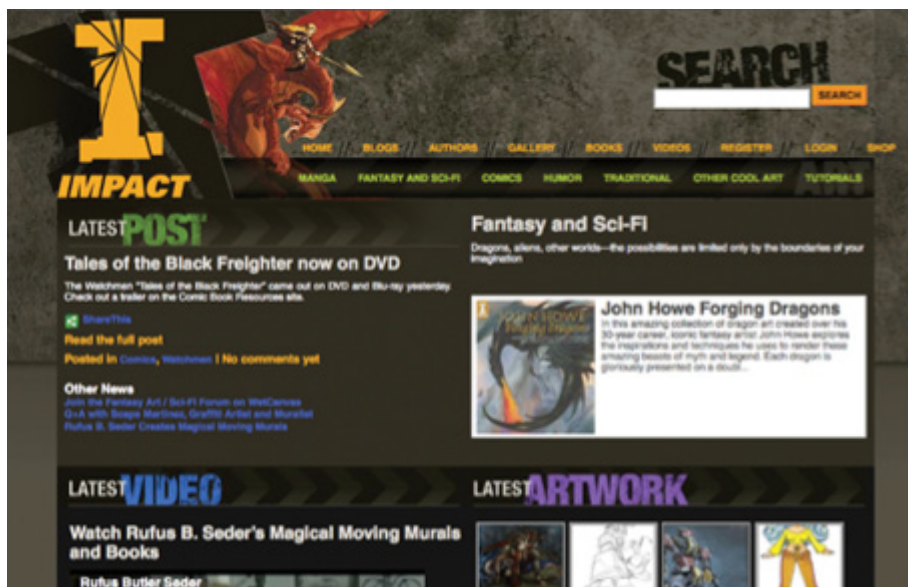 SEARCH
SEARCH
HOME // BLOGS // AUTHORS // GALLERY // BOOKS // VIDEOS // REGISTER // LOGIN // SHOP
IMPACT
MANGA FANTASY AND SCI-FI COMICS HUMOR TRADITIONAL OTHER COOL ART TUTORIALS
LATEST POST
Tales of the Black Freighter now on DVD
The Watchmen "Tales of the Black Freighter" came out on DVD and Blu-ray yesterday.
Check out a trailer on the Comic Book Resources site.
ShareThis
Read the full post
Posted in Comics, Watchmen | No comments yet
Other News
Join the Fantasy Art / Sci-Fi Forum on WetCanvas
Q+A with Scape Martinez, Graffiti Artist and Muralist
Rufus B. Seder Creates Magical Moving Murals
Fantasy and Sci-Fi
Dragons, aliens, other worlds—the possibilities are limited only by the boundaries of your
imagination
JOHN HOWE
Forging Dragons
John Howe Forging Dragons
In this amazing collection of dragon art created over his
30-year career, iconic fantasy artist John Howe explores
the inspirations and techniques he uses to render these
amazing beasts of myth and legend. Each dragon is
gloriously presented on a doubl...
LATEST VIDEO
Watch Rufus B. Seder's Magical Moving Murals
and Books
Rufus Butler Seder
LATEST ARTWORK